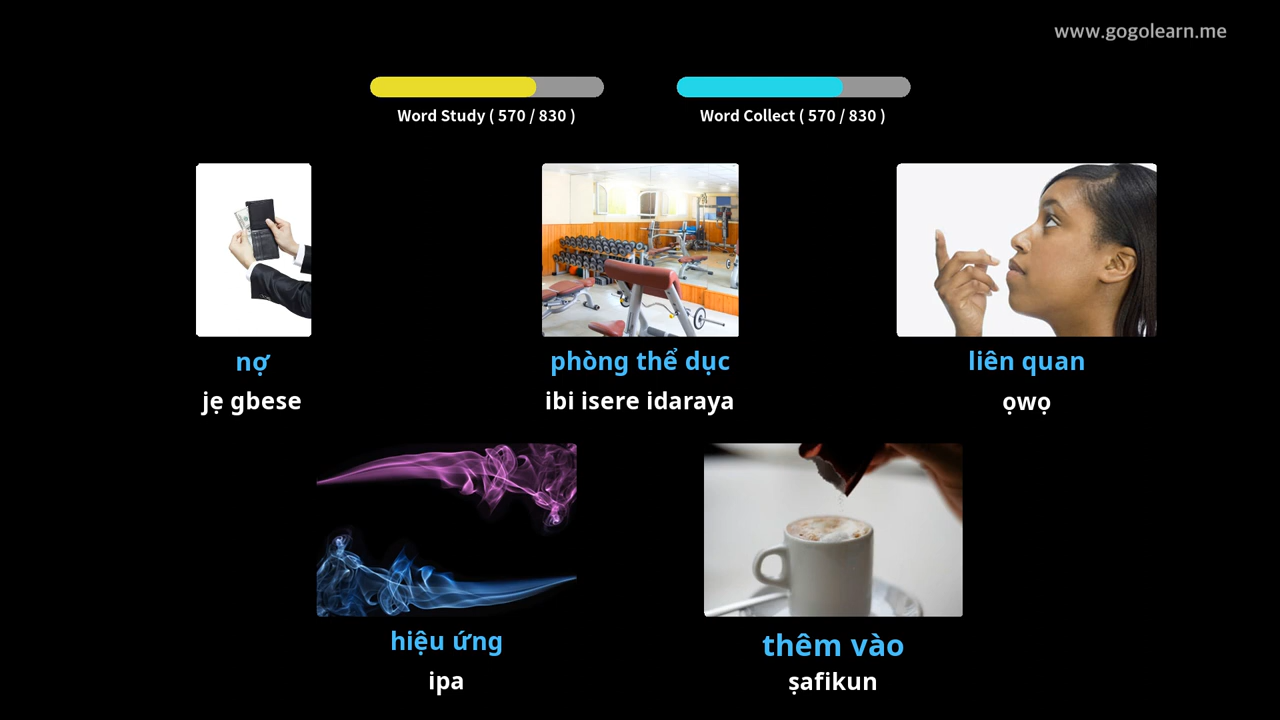 www.gogolearn.me
Word Study ( 570 / 830 )
Word Collect ( 570 / 830 )
nợ
jẹ gbese
phòng thể dục
ibi isere idaraya
liên quan
ọwọ
hiệu ứng
ipa
thêm vào
ṣafikun